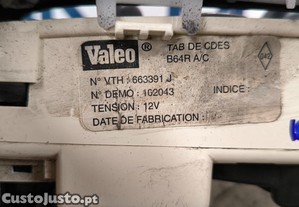 Valeo ® TAB DE CDES
B64R A/C
N° VTH : 663391 J
N° DEMO : 102043 INDICE :
TENSION : 12V
DATE DE FABRICATION :
CustoJusto.pt